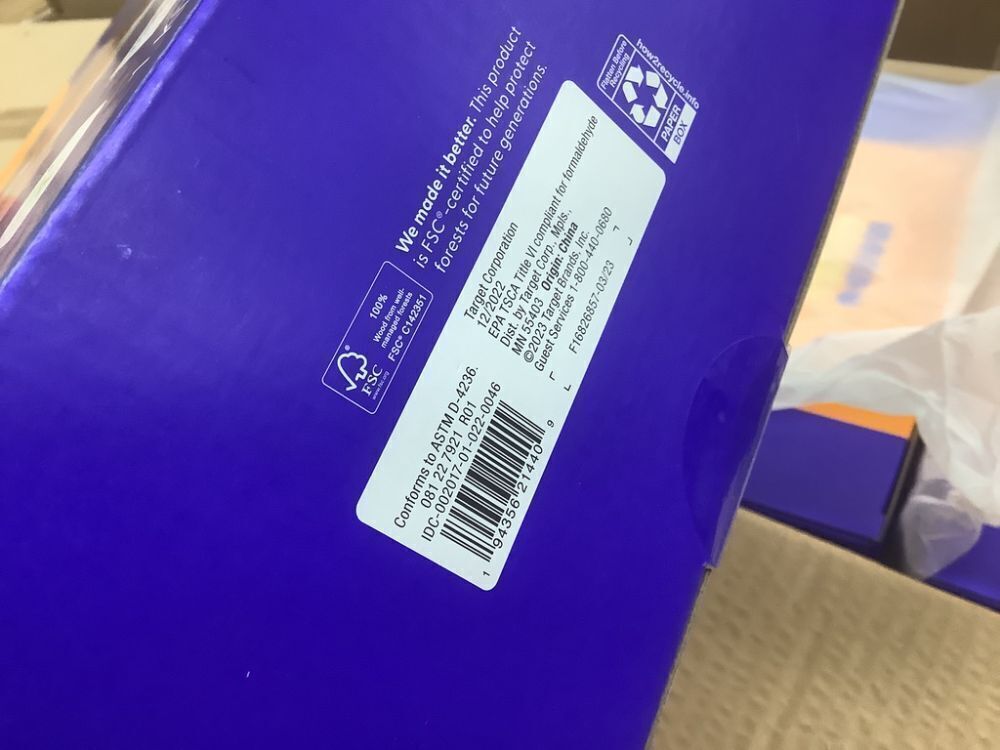 We made it better. This product
is FSC®-certified to help protect
forests for future generations.
100%
Wood from well-
managed forests
FSC® C142351
FSC
www.fsc.org
Flatten Before
Recycling
how2recycle.info
PAPER
BOX
Target Corporation
12/2022
EPA TSCA Title VI compliant for formaldehyde
Dist. by Target Corp., Mpls.,
MN 55403 Origin: China
©2023 Target Brands, Inc.
Guest Services 1-800-440-0680
F16826857-03/23
Conforms to ASTM D-4236.
081 22 7921 R01
IDC-002017-01-022-0046
1 94356 21440 9